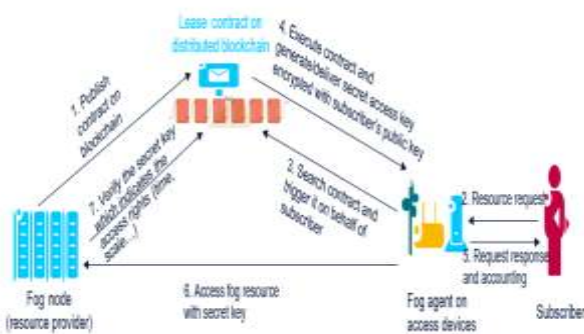 Lease contract on
distributed blockchain
4. Execute contract and
generate/deliver secret access key
encrypted with subscriber's public key
1. Publish
contract on
blockchain
7. Verify the secret key
which indicates the
access rights (time,
scale...)
3. Search contract and
trigger it on behalf of
subscriber
2. Resource request
5. Request response
and accounting
6. Access fog resource
with secret key
Fog node
(resource provider)
Fog agent on
access devices
Subscriber